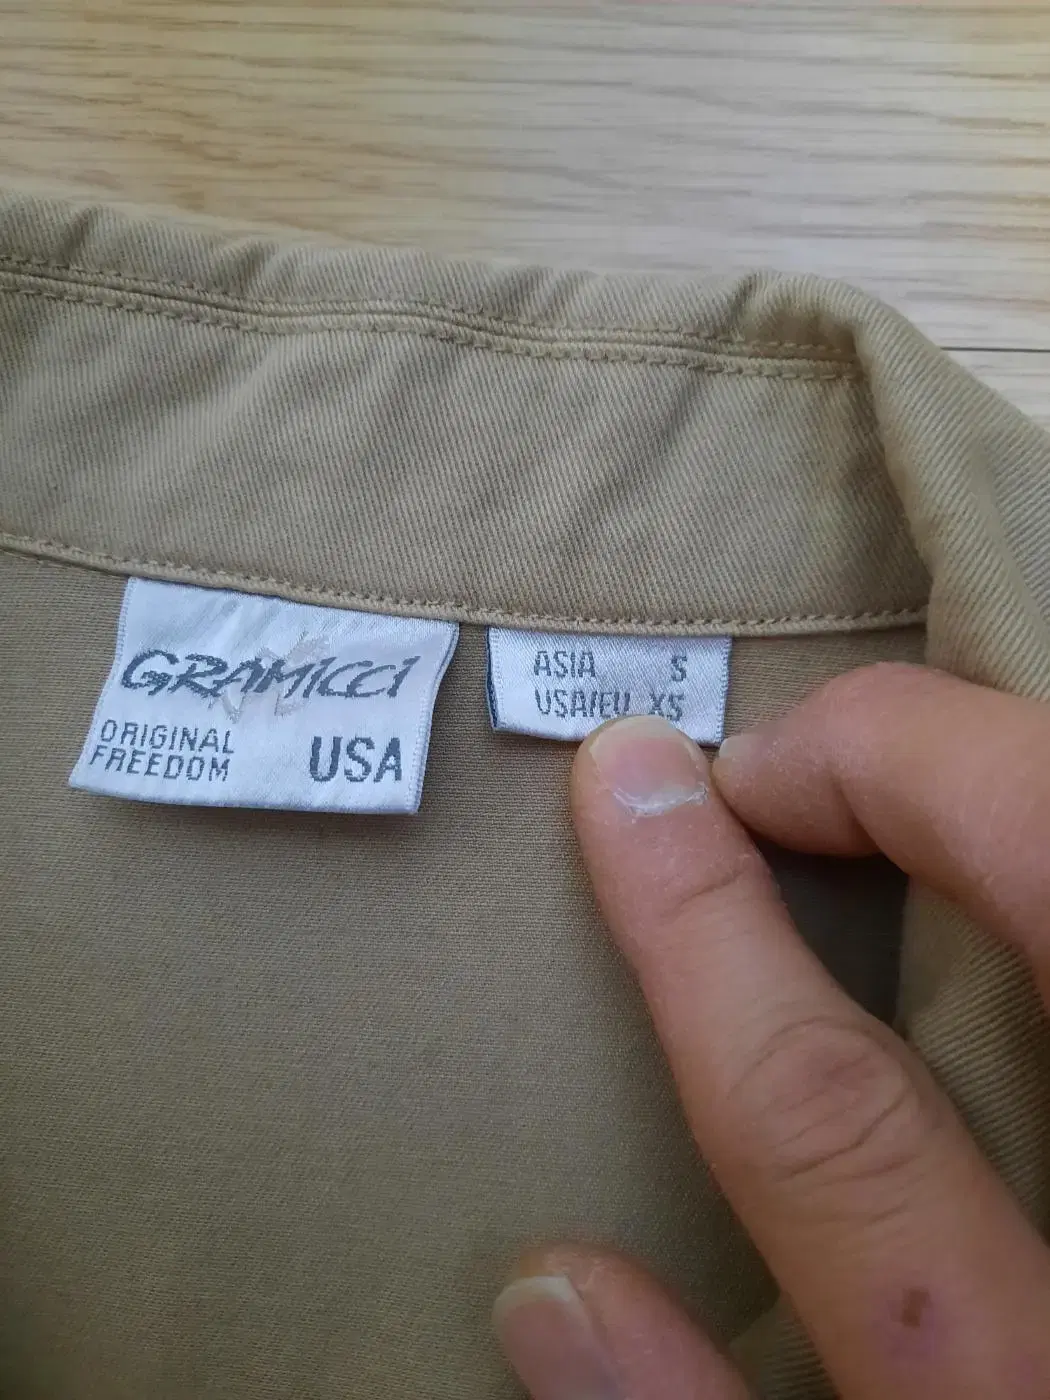 GRAMICCI
ORIGINAL
FREEDOM
USA
ASIA S
USA/EU XS